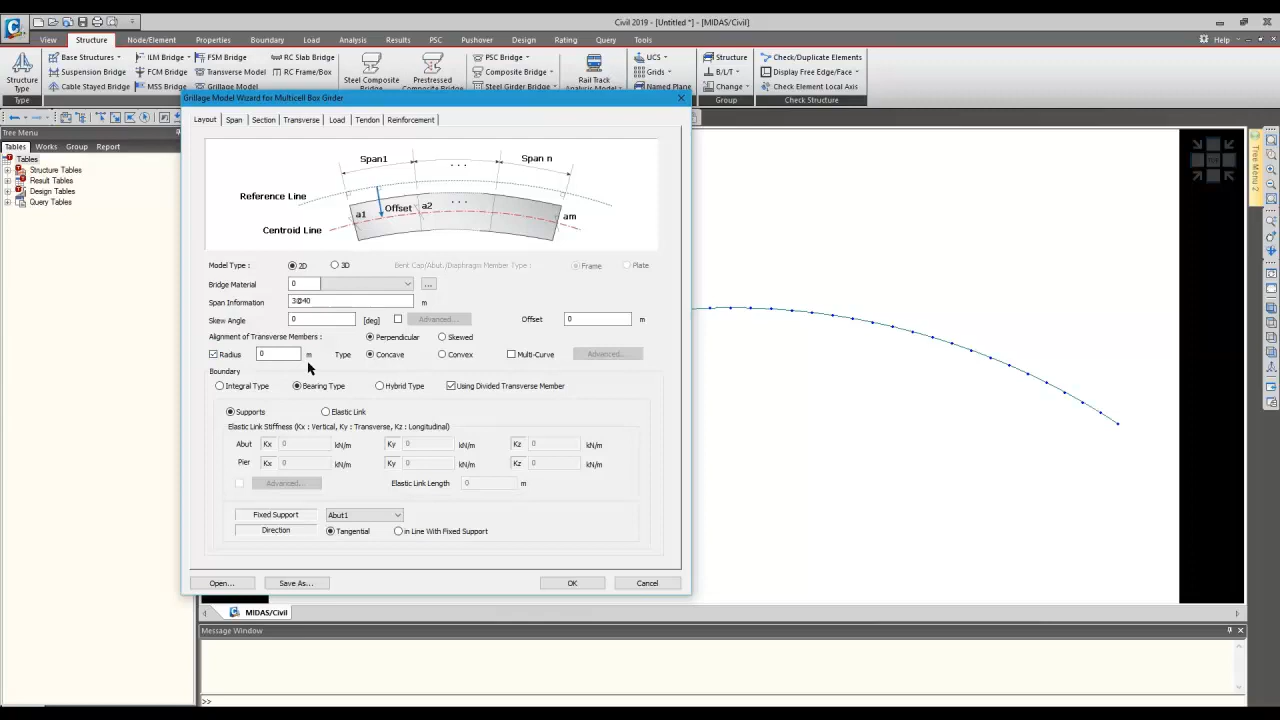 Civil 2019 - [Untitled *] - [MIDAS/Civil]
View Structure Node/Element Properties Boundary Load Analysis Results PSC Pushover Design Rating Query Tools Help
Structure Type
Type
Base Structures
Suspension Bridge
Cable Stayed Bridge
ILM Bridge
FCM Bridge
MSS Bridge
FSM Bridge
Transverse Model
Grillage Model
RC Slab Bridge
RC Frame/Box
Steel Composite Bridge
Prestressed Composite Bridge
PSC Bridge
Composite Bridge
Steel Girder Bridge
Rail Track Analysis Model
UCS
Grids
Named Plane
Structure
B/L/T
Change
Group
Check/Duplicate Elements
Display Free Edge/Face
Check Element Local Axis
Check Structure
Tree Menu
Tables Works Group Report
Tables
Structure Tables
Result Tables
Design Tables
Query Tables
Grillage Model Wizard for Multicell Box Girder
Layout Span Section Transverse Load Tendon Reinforcement
Span1 ... Span n
Reference Line
a1 Offset a2 ... am
Centroid Line
Model Type : 2D 3D Bent Cap/Abut./Diaphragm Member Type : Frame Plate
Bridge Material 0 ...
Span Information 3@40 m
Skew Angle 0 [deg] Advanced... Offset 0 m
Alignment of Transverse Members : Perpendicular Skewed
Radius 0 m Type Concave Convex Multi-Curve Advanced...
Boundary
Integral Type Bearing Type Hybrid Type Using Divided Transverse Member
Supports Elastic Link
Elastic Link Stiffness (Kx : Vertical, Ky : Transverse, Kz : Longitudinal)
Abut Kx 0 kN/m Ky 0 kN/m Kz 0 kN/m
Pier Kx 0 kN/m Ky 0 kN/m Kz 0 kN/m
Advanced... Elastic Link Length 0 m
Fixed Support Abut1
Direction Tangential in Line With Fixed Support
Open... Save As... OK Cancel
Tree Menu 2
MIDAS/Civil
Message Window
>>